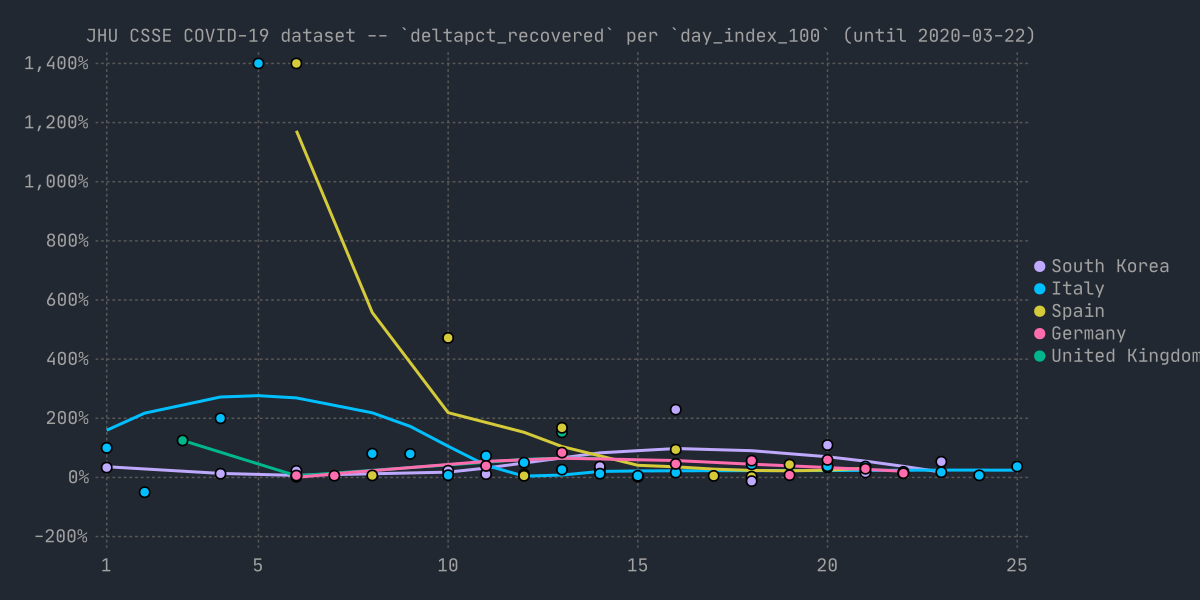 JHU CSSE COVID-19 dataset -- `deltapct_recovered` per `day_index_100` (until 2020-03-22)
1,400%
1,200%
1,000%
800%
600%
400%
200%
0%
-200%
1 5 10 15 20 25
South Korea
Italy
Spain
Germany
United Kingdom